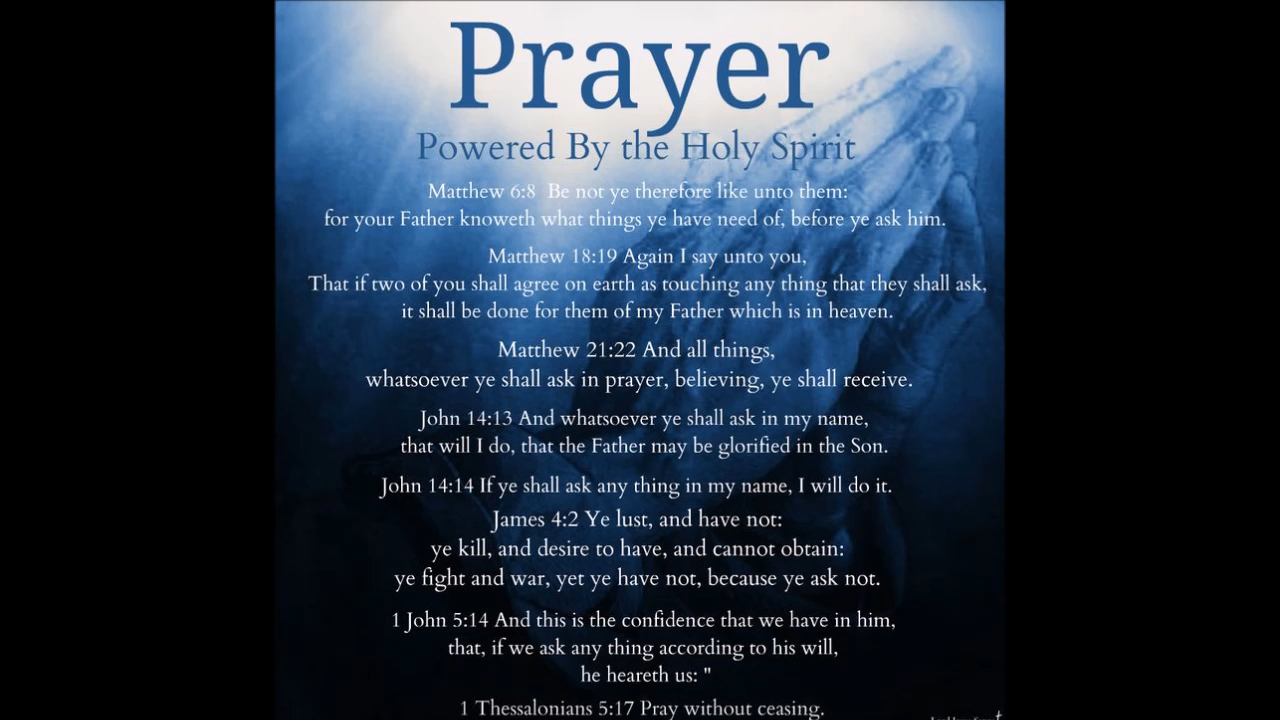 Prayer
Powered By the Holy Spirit
Matthew 6:8 Be not ye therefore like unto them:
for your Father knoweth what things ye have need of, before ye ask him.
Matthew 18:19 Again I say unto you,
That if two of you shall agree on earth as touching any thing that they shall ask,
it shall be done for them of my Father which is in heaven.
Matthew 21:22 And all things,
whatsoever ye shall ask in prayer, believing, ye shall receive.
John 14:13 And whatsoever ye shall ask in my name,
that will I do, that the Father may be glorified in the Son.
John 14:14 If ye shall ask any thing in my name, I will do it.
James 4:2 Ye lust, and have not:
ye kill, and desire to have, and cannot obtain:
ye fight and war, yet ye have not, because ye ask not.
1 John 5:14 And this is the confidence that we have in him,
that, if we ask any thing according to his will,
he heareth us: "
1 Thessalonians 5:17 Pray without ceasing.